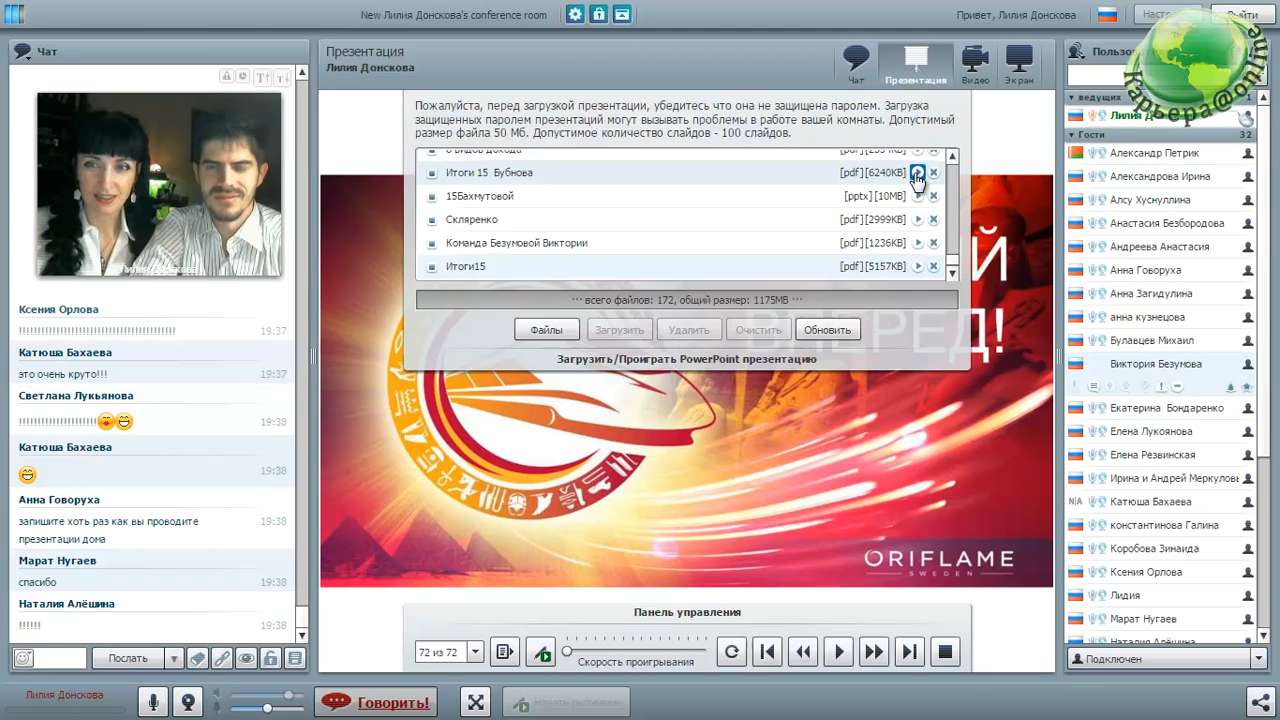 New Лилия Донскова's conference room
Привет, Лилия Донскова
Выйти
Карьера@online
Чат
ЛИЛИЯ ДОНСКОВА
Ксения Орлова
!!!!!!!!!!!!!!!!!!!!!!!!!!!!!!!!!!!!!!! 19:37
Катюша Бахаева
это очень круто!!! 19:37
Светлана Лукьянова
!!!!!!!!!!!!!!!!!!!! 19:38
Катюша Бахаева
19:38
Анна Говоруха
запишите хоть раз как вы проводите 19:38
презентации дома
Марат Нугаев
спасибо 19:38
Наталия Алёшина
!!!!!! 19:38
Послать
Презентация
Лилия Донскова
Чат
Презентация
Видео
Экран
Пожалуйста, перед загрузкой презентации, убедитесь что она не защищена паролем. Загрузка
защищенных паролем презентаций могут вызывать проблемы в работе вашей комнаты. Допустимый
размер файла 50 Мб. Допустимое количество слайдов - 100 слайдов.
Итоги 15 Бубнова [pdf][6240KB]
15Бахмутовой [pptx][10MB]
Скляренко [pdf][2999KB]
Команда Безумовой Виктории [pdf][1236KB]
Итоги15 [pdf][5157KB]
··· всего файлов: 172, общий размер: 1175MB ···
Файлы
Загрузить
Удалить
Очистить
Обновить
Загрузить/Проиграть PowerPoint презентацию
ВПЕРЕД!
ORIFLAME
SWEDEN
Панель управления
72 из 72
Скорость проигрывания
ведущих 1
Гости 32
Александр Петрик
Александрова Ирина
Алсу Хуснуллина
Анастасия Безбородова
Андреева Анастасия
Анна Говоруха
Анна Загидулина
анна кузнецова
Булавцев Михаил
Виктория Безумова
Екатерина Бондаренко
Елена Лукоянова
Елена Резвинская
Ирина и Андрей Меркуловы
N/A Катюша Бахаева
константинова Галина
Коробова Зинаида
Ксения Орлова
Лидия
Марат Нугаев
Наталия Алёшина
Подключен
Лилия Донскова
Говорить!